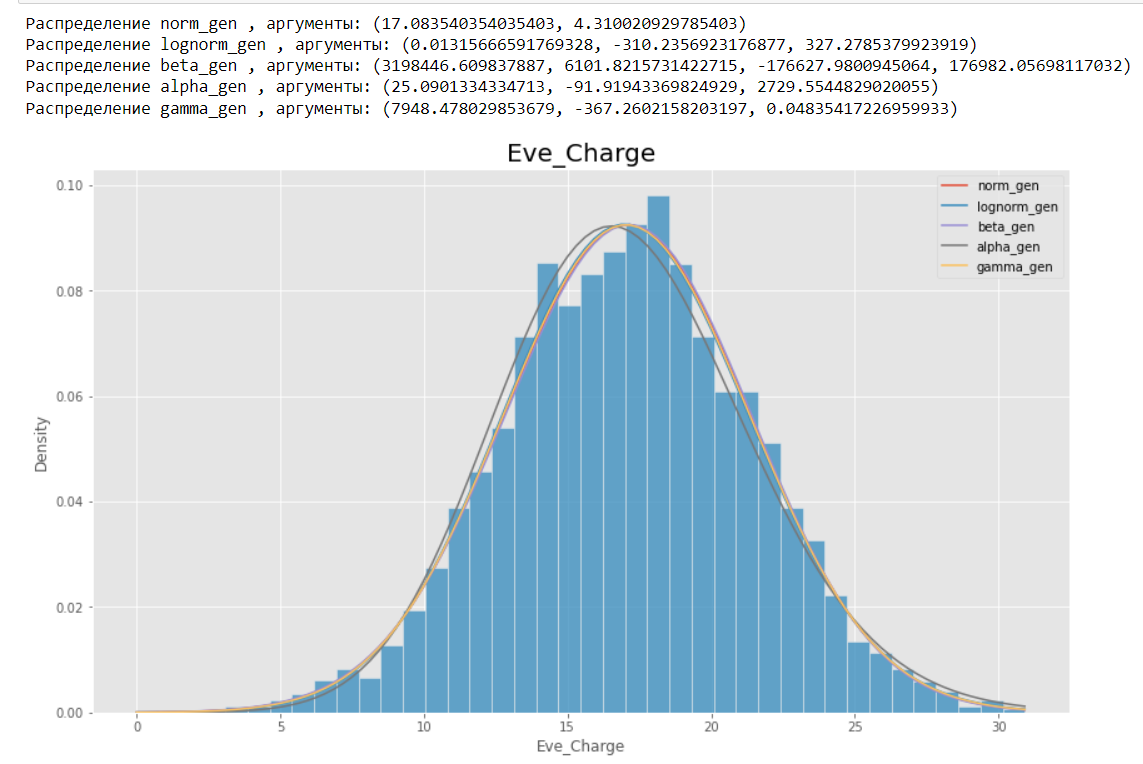 Распределение norm_gen , аргументы: (17.083540354035403, 4.310020929785403)
Распределение lognorm_gen , аргументы: (0.01315666591769328, -310.2356923176877, 327.2785379923919)
Распределение beta_gen , аргументы: (3198446.609837887, 6101.8215731422715, -176627.9800945064, 176982.05698117032)
Распределение alpha_gen , аргументы: (25.0901334334713, -91.91943369824929, 2729.5544829020055)
Распределение gamma_gen , аргументы: (7948.478029853679, -367.2602158203197, 0.04835417226959933)
Eve_Charge
norm_gen
lognorm_gen
beta_gen
alpha_gen
gamma_gen
Density
0.10
0.08
0.06
0.04
0.02
0.00
0 5 10 15 20 25 30
Eve_Charge